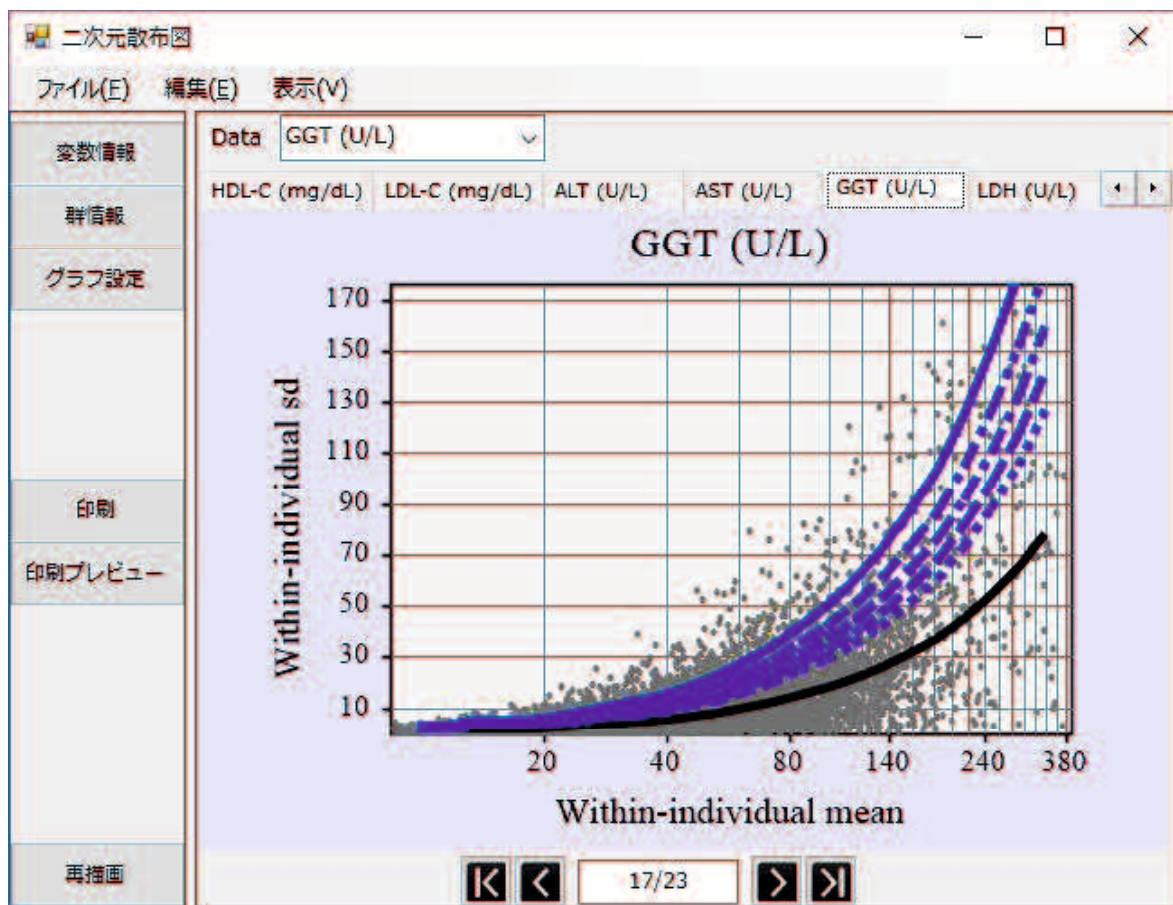 二次元散布図
ファイル(F) 編集(E) 表示(V)
変数情報
群情報
グラフ設定
印刷
印刷プレビュー
再描画
Data GGT (U/L)
HDL-C (mg/dL) LDL-C (mg/dL) ALT (U/L) AST (U/L) GGT (U/L) LDH (U/L)
GGT (U/L)
Within-individual sd
170
150
130
110
90
70
50
30
10
20 40 80 140 240 380
Within-individual mean
17/23